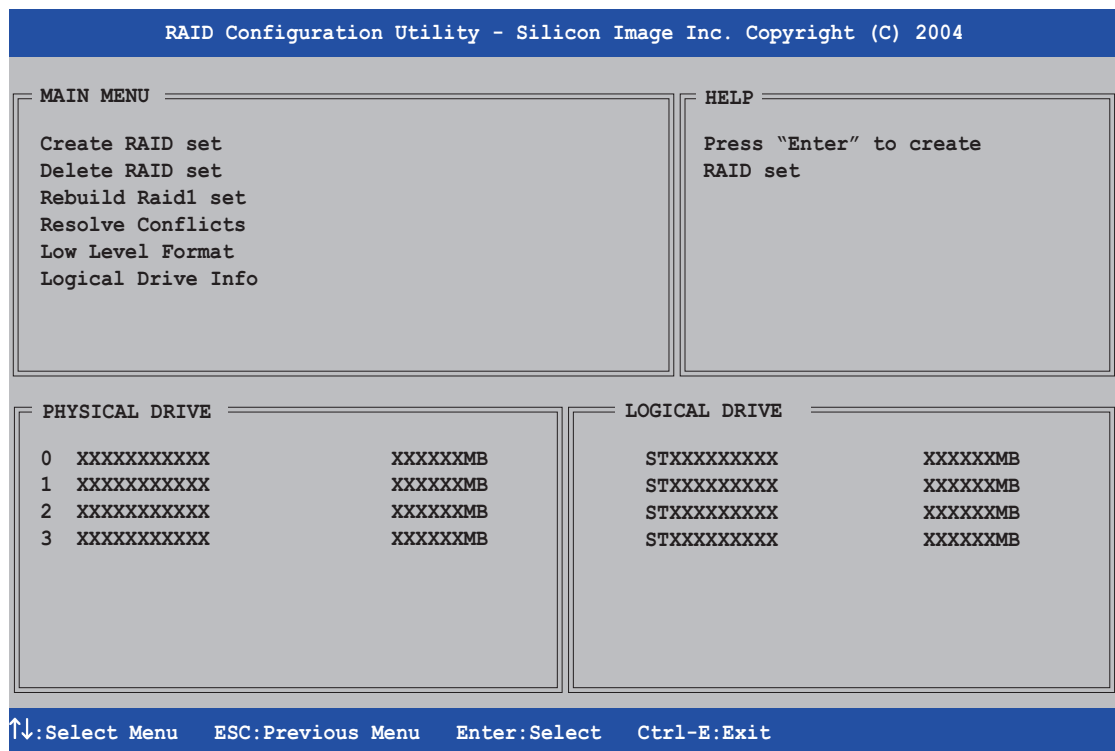 RAID Configuration Utility - Silicon Image Inc. Copyright (C) 2004
MAIN MENU
Create RAID set
Delete RAID set
Rebuild Raid1 set
Resolve Conflicts
Low Level Format
Logical Drive Info
HELP
Press “Enter” to create
RAID set
PHYSICAL DRIVE
0 XXXXXXXXXXX XXXXXXMB
1 XXXXXXXXXXX XXXXXXMB
2 XXXXXXXXXXX XXXXXXMB
3 XXXXXXXXXXX XXXXXXMB
LOGICAL DRIVE
STXXXXXXXXX XXXXXXMB
STXXXXXXXXX XXXXXXMB
STXXXXXXXXX XXXXXXMB
STXXXXXXXXX XXXXXXMB
↑↓:Select Menu ESC:Previous Menu Enter:Select Ctrl-E:Exit